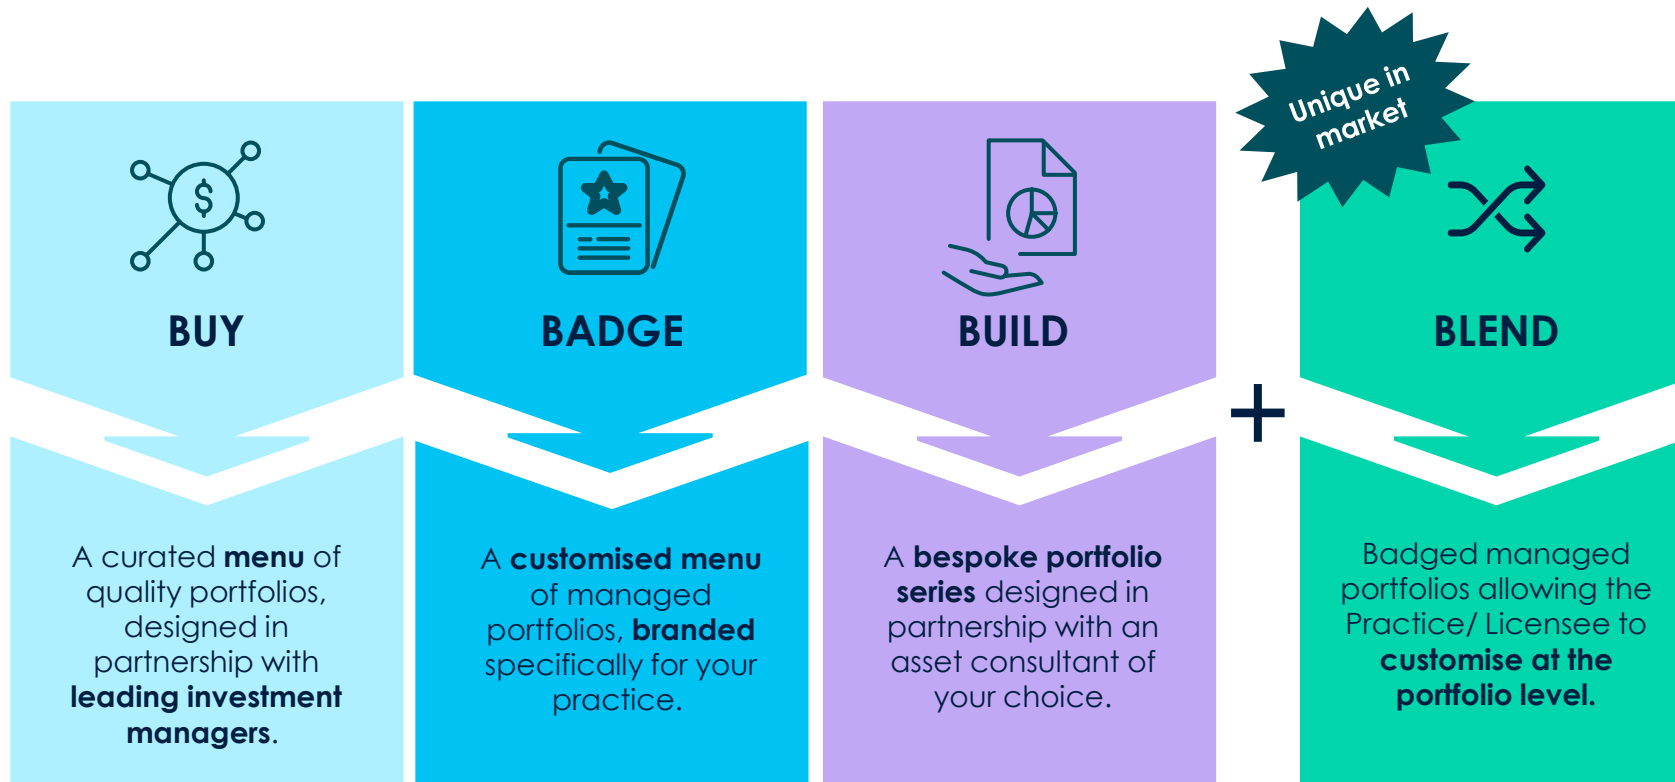 Unique in
market
$
BUY
A curated menu of
quality portfolios,
designed in
partnership with
leading investment
managers.
BADGE
A customised menu
of managed
portfolios, branded
specifically for your
practice.
BUILD
A bespoke portfolio
series designed in
partnership with an
asset consultant of
your choice.
+
BLEND
Badged managed
portfolios allowing the
Practice/ Licensee to
customise at the
portfolio level.